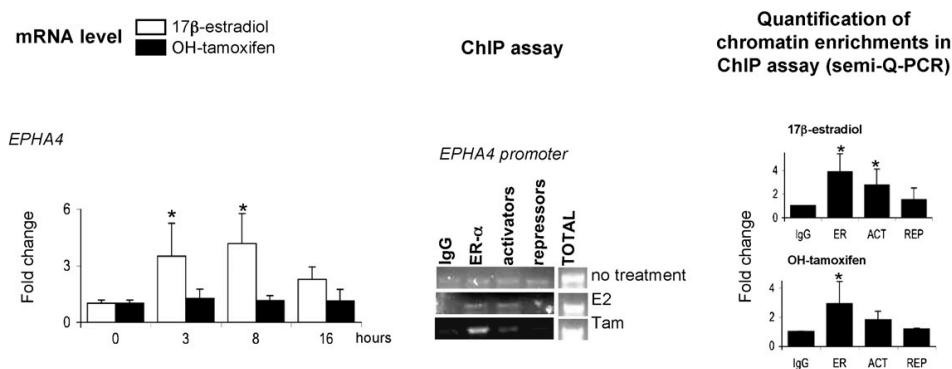 mRNA level
17β-estradiol
OH-tamoxifen
EPHA4
Fold change
6
3
0
*
*
0 3 8 16 hours
ChIP assay
EPHA4 promoter
IgG
ER-α
activators
repressors
TOTAL
no treatment
E2
Tam
Quantification of
chromatin enrichments in
ChIP assay (semi-Q-PCR)
Fold change
17β-estradiol
4
2
0
*
*
IgG ER ACT REP
OH-tamoxifen
4
2
0
*
IgG ER ACT REP